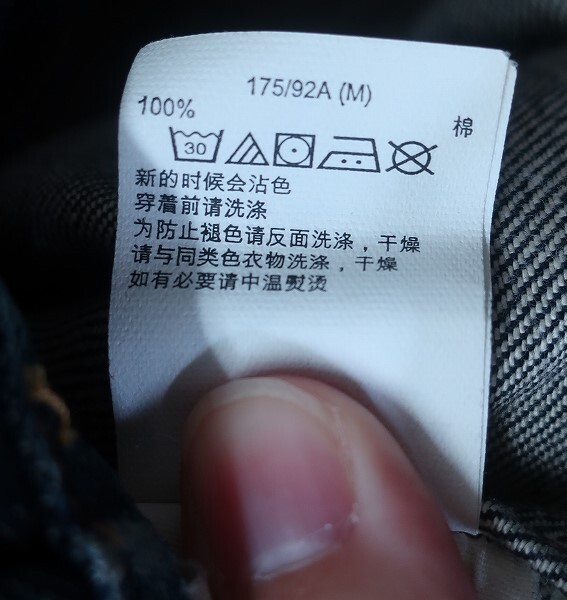 175/92A (M)
100% 棉
30
新的时候会沾色
穿着前请洗涤
为防止褪色请反面洗涤，干燥
请与同类色衣物洗涤，干燥
如有必要请中温熨烫